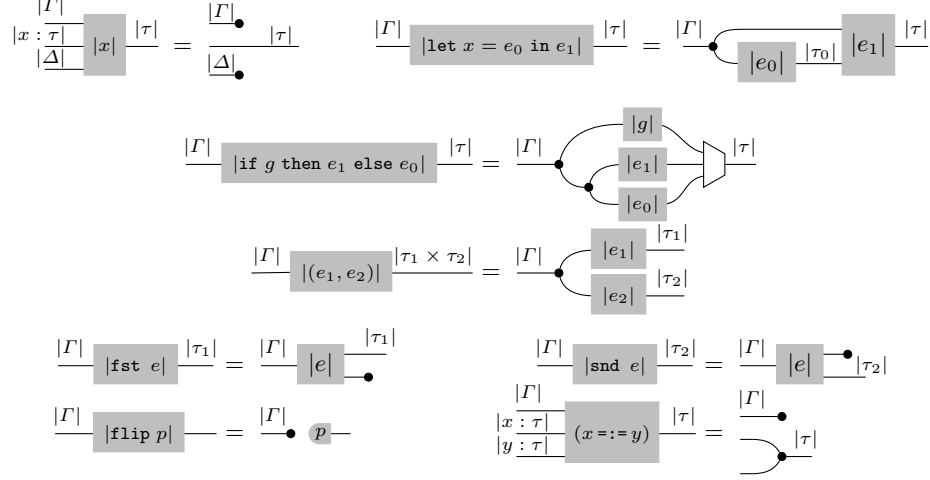 |Γ| |x : τ| |Δ| |x| |τ| = |Γ| |τ| |Δ|
|Γ| |let x = e₀ in e₁| |τ| = |Γ| |e₀| |τ₀| |e₁| |τ|
|Γ| |if g then e₁ else e₀| |τ| = |Γ| |g| |e₁| |e₀| |τ|
|Γ| |(e₁, e₂)| |τ₁ × τ₂| = |Γ| |e₁| |τ₁| |e₂| |τ₂|
|Γ| |fst e| |τ₁| = |Γ| |e| |τ₁|
|Γ| |snd e| |τ₂| = |Γ| |e| |τ₂|
|Γ| |flip p| = |Γ| p
|Γ| |x : τ| |y : τ| (x =:= y) |τ| = |Γ| |τ|